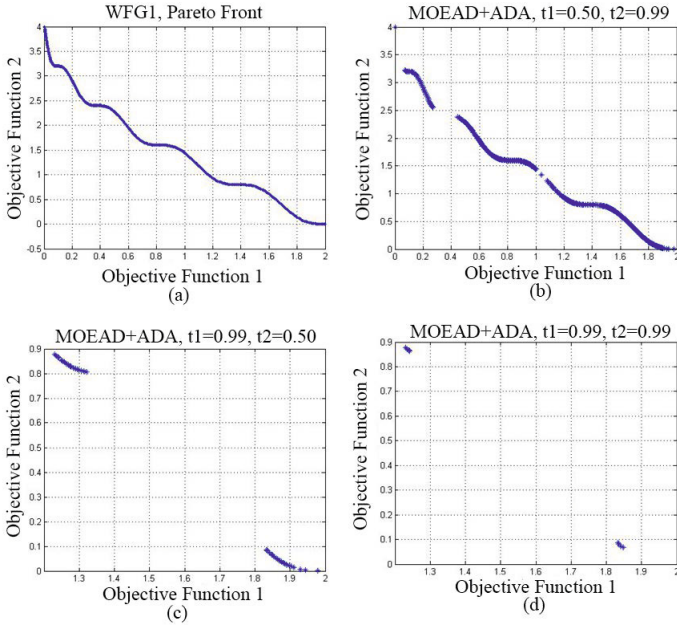 WFG1, Pareto Front
Objective Function 2
4
3.5
3
2.5
2
1.5
1
0.5
0
-0.5
0 0.2 0.4 0.6 0.8 1 1.2 1.4 1.6 1.8 2
Objective Function 1
(a)
MOEAD+ADA, t1=0.50, t2=0.99
Objective Function 2
4
3.5
3
2.5
2
1.5
1
0.5
0
0 0.2 0.4 0.6 0.8 1 1.2 1.4 1.6 1.8 2
Objective Function 1
(b)
MOEAD+ADA, t1=0.99, t2=0.50
Objective Function 2
0.9
0.8
0.7
0.6
0.5
0.4
0.3
0.2
0.1
0
1.3 1.4 1.5 1.6 1.7 1.8 1.9 2
Objective Function 1
(c)
MOEAD+ADA, t1=0.99, t2=0.99
Objective Function 2
0.9
0.8
0.7
0.6
0.5
0.4
0.3
0.2
0.1
0
1.3 1.4 1.5 1.6 1.7 1.8 1.9 2
Objective Function 1
(d)